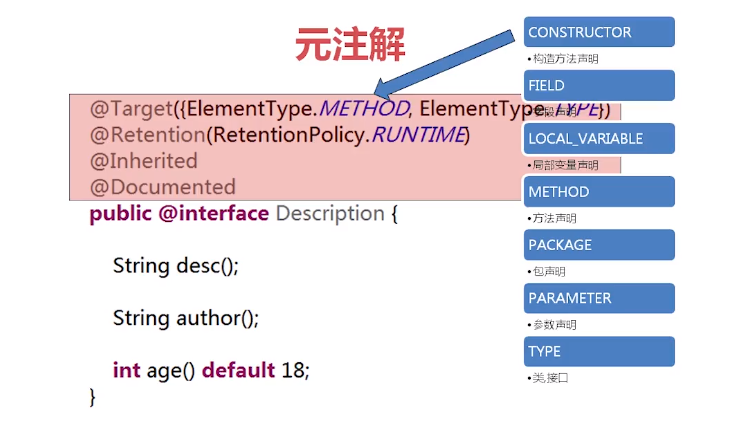 元注解
@Target({ElementType.METHOD, ElementType.TYPE})
@Retention(RetentionPolicy.RUNTIME)
@Inherited
@Documented
public @interface Description {
String desc();
String author();
int age() default 18;
}
CONSTRUCTOR
•构造方法声明
FIELD
•字段声明
LOCAL_VARIABLE
•局部变量声明
METHOD
•方法声明
PACKAGE
•包声明
PARAMETER
•参数声明
TYPE
•类,接口